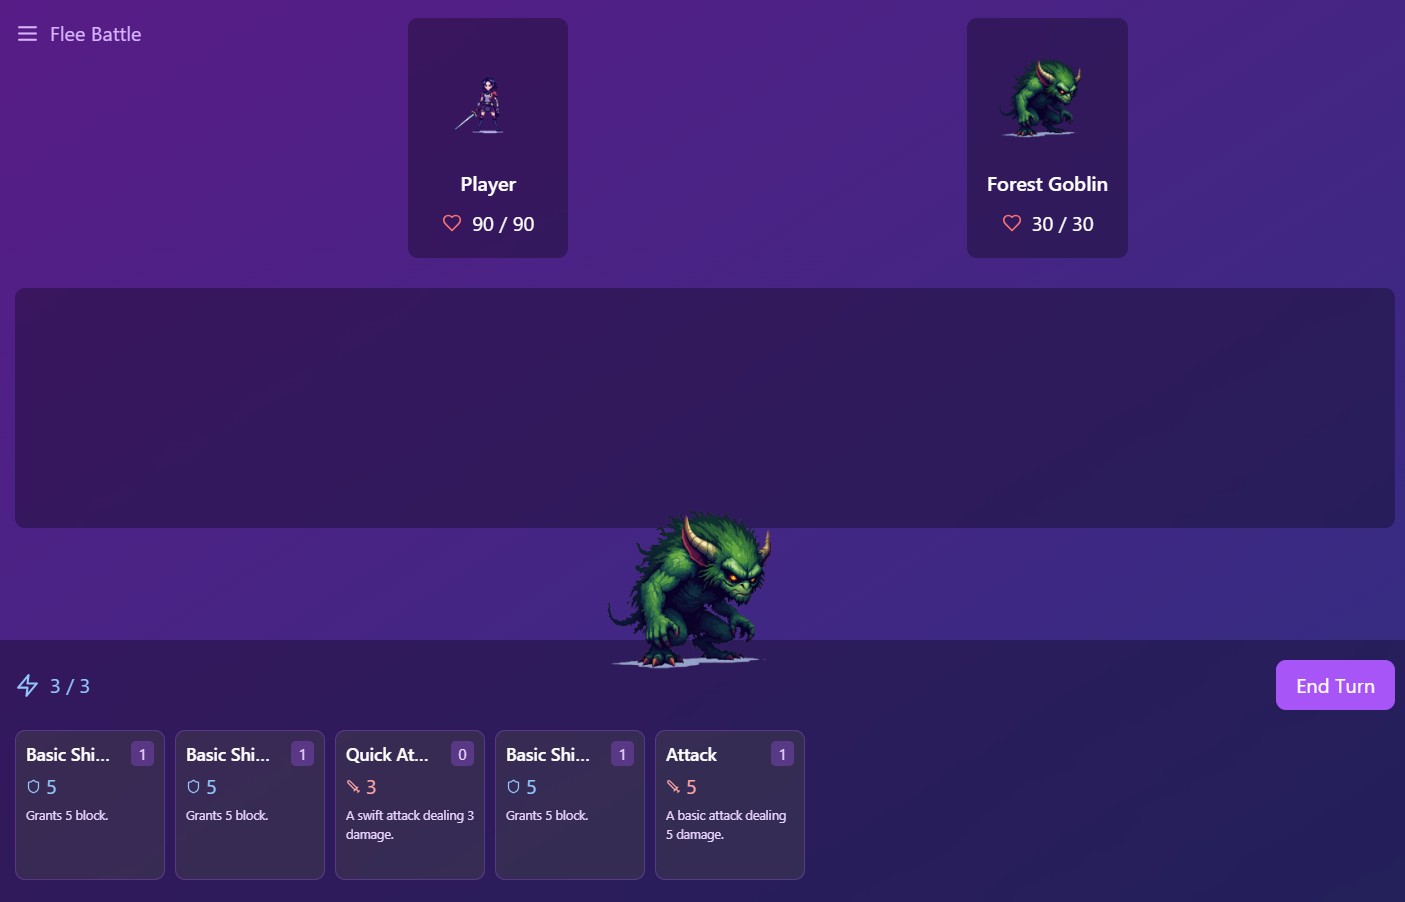 Flee Battle
Player
90 / 90
Forest Goblin
30 / 30
3 / 3
End Turn
Basic Shi... 1
5
Grants 5 block.
Basic Shi... 1
5
Grants 5 block.
Quick At... 0
3
A swift attack dealing 3
damage.
Basic Shi... 1
5
Grants 5 block.
Attack 1
5
A basic attack dealing
5 damage.